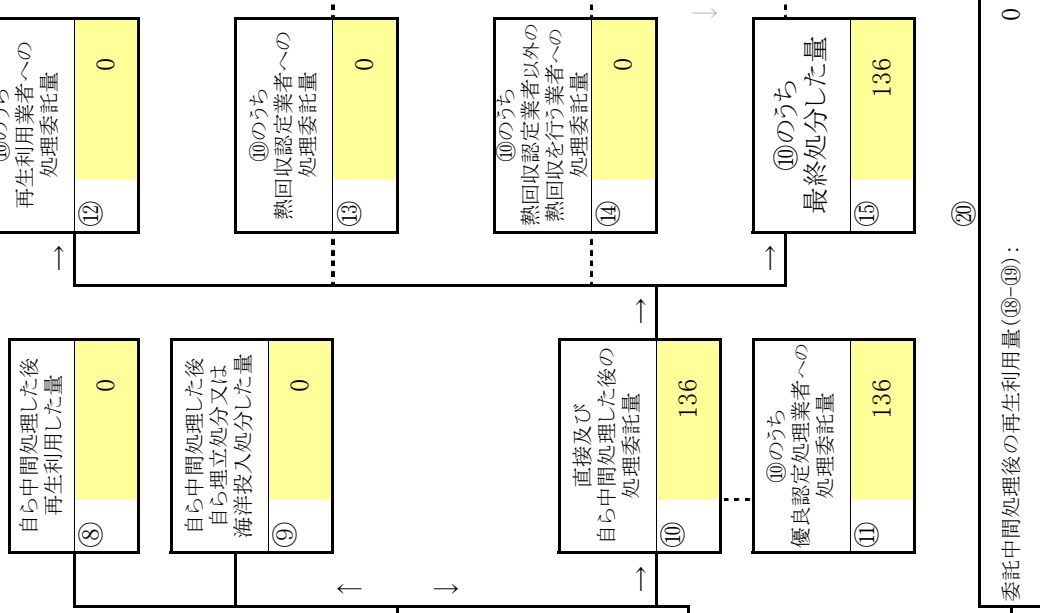 自ら中間処理した後
再生利用した量
⑧
0
自ら中間処理した後
自ら埋立処分又は
海洋投入処分した量
⑨
0
←
→
→
直接及び
自ら中間処理した後の
処理委託量
⑩
136
⑩のうち
優良認定処理業者への
処理委託量
⑪
136
→
→
→
⑩のうち
再生利用業者への
処理委託量
⑫
0
⑩のうち
熱回収認定業者への
処理委託量
⑬
0
⑩のうち
熱回収認定業者以外の
熱回収を行う業者への
処理委託量
⑭
0
⑩のうち
最終処分した量
⑮
136
→
⑳
委託中間処理後の再生利用量(⑱-⑲): 0